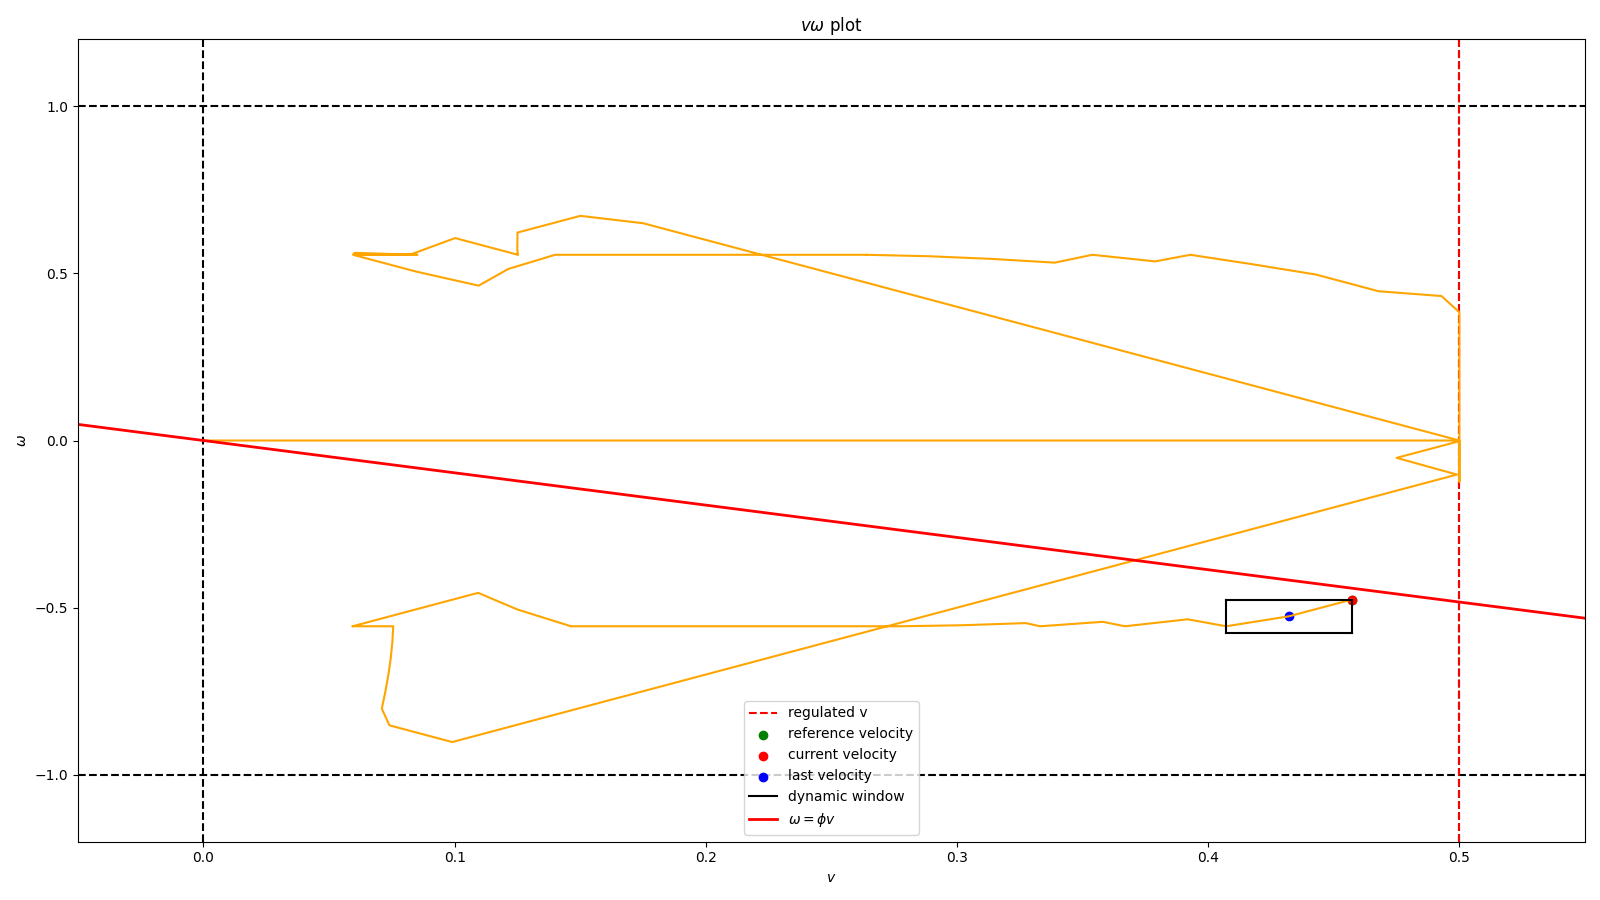 vω plot
1.0
0.5
0.0
−0.5
−1.0
ω
0.0
0.1
0.2
0.3
0.4
0.5
v
regulated v
reference velocity
current velocity
last velocity
dynamic window
ω = ϕv